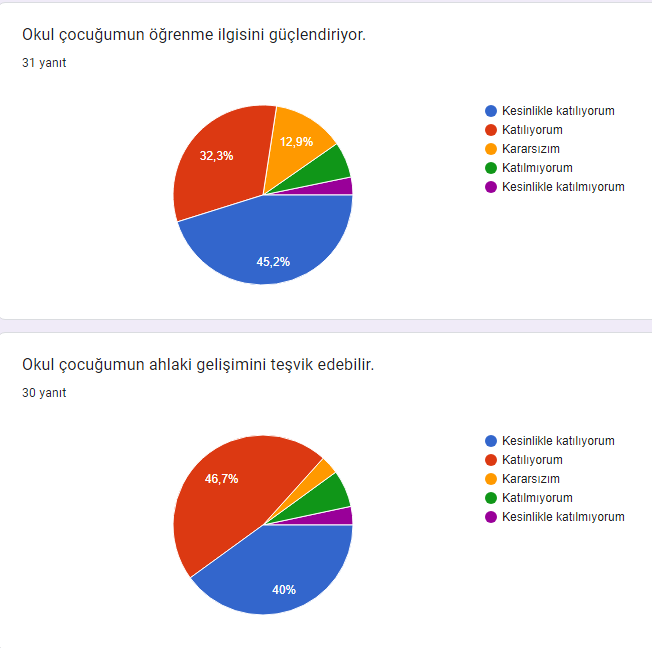 Okul çocuğumun öğrenme ilgisini güçlendiriyor.
31 yanıt
Kesinlikle katılıyorum
Katılıyorum
Kararsızım
Katılmıyorum
Kesinlikle katılmıyorum
12,9%
32,3%
45,2%
Okul çocuğumun ahlaki gelişimini teşvik edebilir.
30 yanıt
Kesinlikle katılıyorum
Katılıyorum
Kararsızım
Katılmıyorum
Kesinlikle katılmıyorum
46,7%
40%